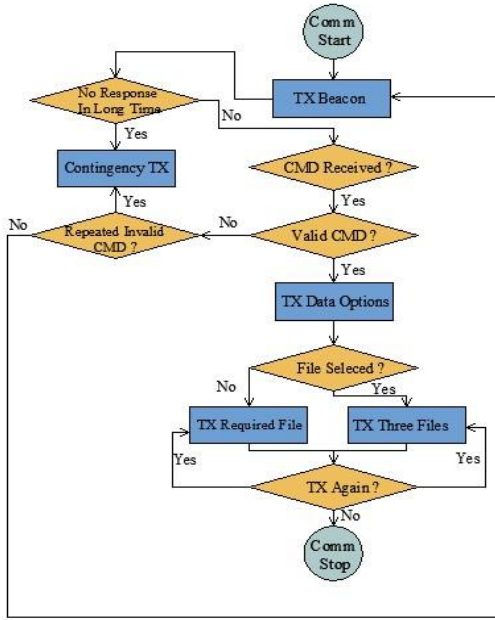 Comm
Start
No Response
In Long Time
TX Beacon
No
Yes
Contingency TX
CMD Received ?
Yes
Yes
No
Repeated Invalid
CMD ?
No
Valid CMD ?
Yes
TX Data Options
File Seleced ?
No
Yes
TX Required File
TX Three Files
Yes
Yes
TX Again ?
No
Comm
Stop